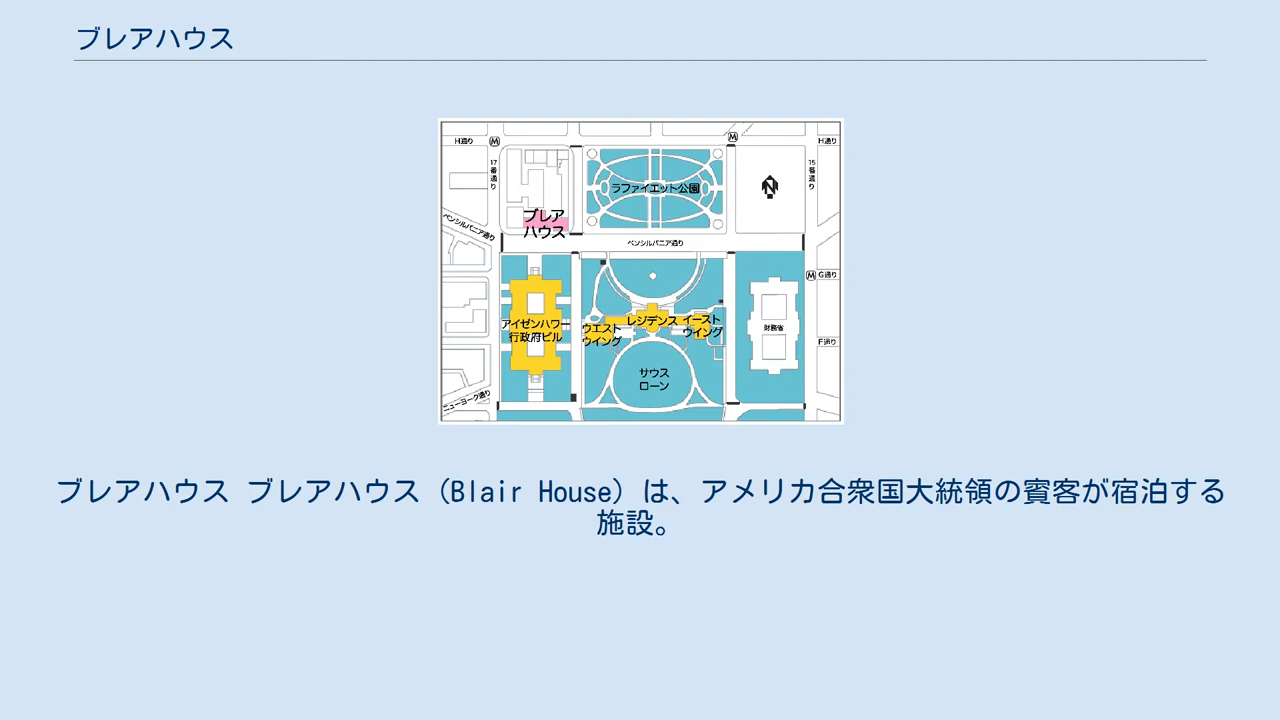 ブレアハウス
H通り
M
M
H通り
17番通り
15番通り
ラファイエット公園
N
ブレア
ハウス
ペンシルバニア通り
ペンシルバニア通り
M
G通り
アイゼンハワー
行政府ビル
ウエスト
ウイング
レジデンス
イースト
ウイング
財務省
F通り
サウス
ローン
ニューヨーク通り
ブレアハウス ブレアハウス（Blair House）は、アメリカ合衆国大統領の賓客が宿泊する
施設。